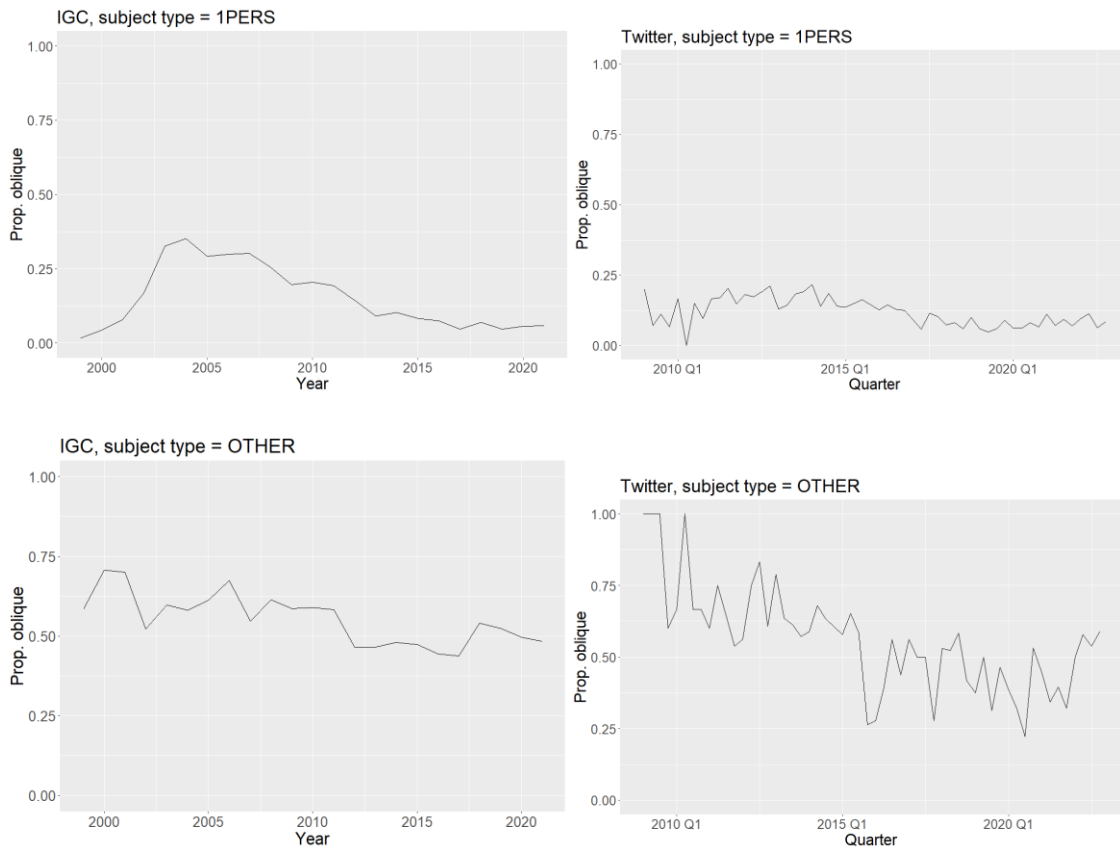 IGC, subject type = 1PERS
1.00
0.75
0.50
0.25
0.00
Prop. oblique
2000 2005 2010 2015 2020
Year
Twitter, subject type = 1PERS
1.00
0.75
0.50
0.25
0.00
Prop. oblique
2010 Q1 2015 Q1 2020 Q1
Quarter
IGC, subject type = OTHER
1.00
0.75
0.50
0.25
0.00
Prop. oblique
2000 2005 2010 2015 2020
Year
Twitter, subject type = OTHER
1.00
0.75
0.50
0.25
0.00
Prop. oblique
2010 Q1 2015 Q1 2020 Q1
Quarter